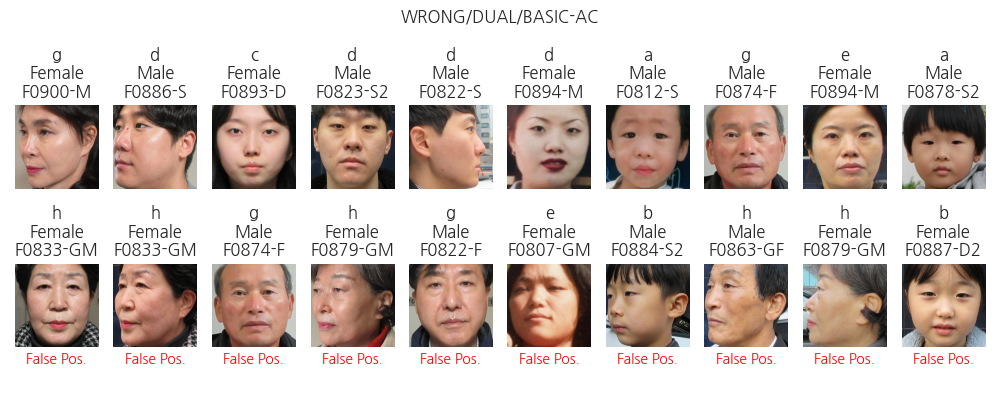 WRONG/DUAL/BASIC-AC
g d c d d d a g e a
Female Male Female Male Male Female Male Male Female Male
F0900-M F0886-S F0893-D F0823-S2 F0822-S F0894-M F0812-S F0874-F F0894-M F0878-S2
h h g h g e b h h b
Female Female Male Female Male Female Male Male Female Female
F0833-GM F0833-GM F0874-F F0879-GM F0822-F F0807-GM F0884-S2 F0863-GF F0879-GM F0887-D2
False Pos. False Pos. False Pos. False Pos. False Pos. False Pos. False Pos. False Pos. False Pos. False Pos.